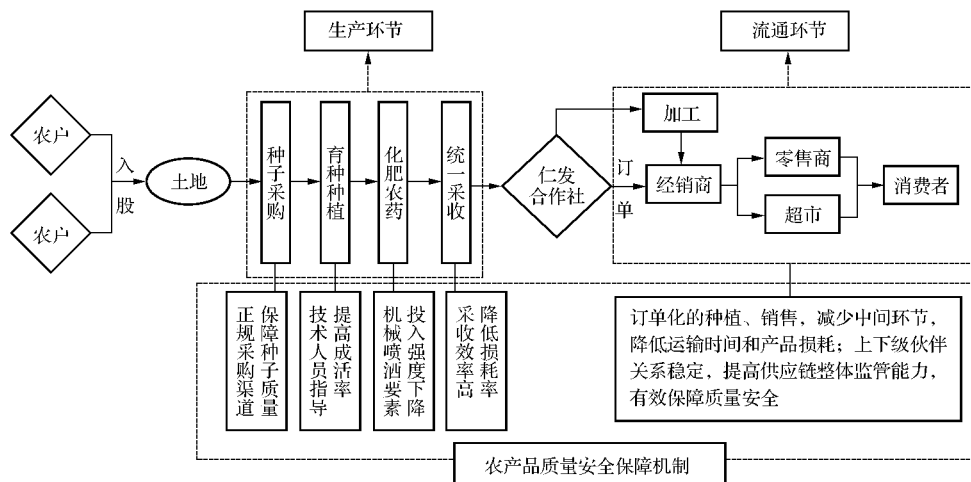 生产环节
流通环节
农户
农户
入股
土地
种子采购
育种种植
化肥农药
统一采收
仁发
合作社
订单
加工
经销商
零售商
超市
消费者
保障种子质量
正规采购渠道
提高成活率
技术人员指导
投入强度下降
机械喷洒要素
降低损耗率
采收效率高
订单化的种植、销售，减少中间环节，
降低运输时间和产品损耗；上下级伙伴
关系稳定，提高供应链整体监管能力，
有效保障质量安全
农产品质量安全保障机制